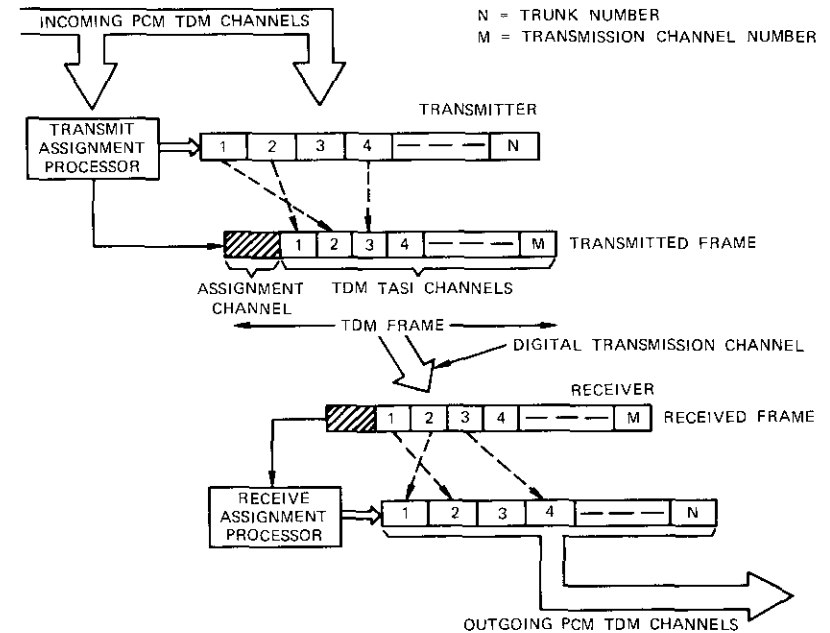 INCOMING PCM TDM CHANNELS
N = TRUNK NUMBER
M = TRANSMISSION CHANNEL NUMBER
TRANSMITTER
TRANSMIT
ASSIGNMENT
PROCESSOR
1 2 3 4 N
1 2 3 4 M
TRANSMITTED FRAME
ASSIGNMENT
CHANNEL
TDM TASI CHANNELS
TDM FRAME
DIGITAL TRANSMISSION CHANNEL
RECEIVER
1 2 3 4 M
RECEIVED FRAME
RECEIVE
ASSIGNMENT
PROCESSOR
1 2 3 4 N
OUTGOING PCM TDM CHANNELS